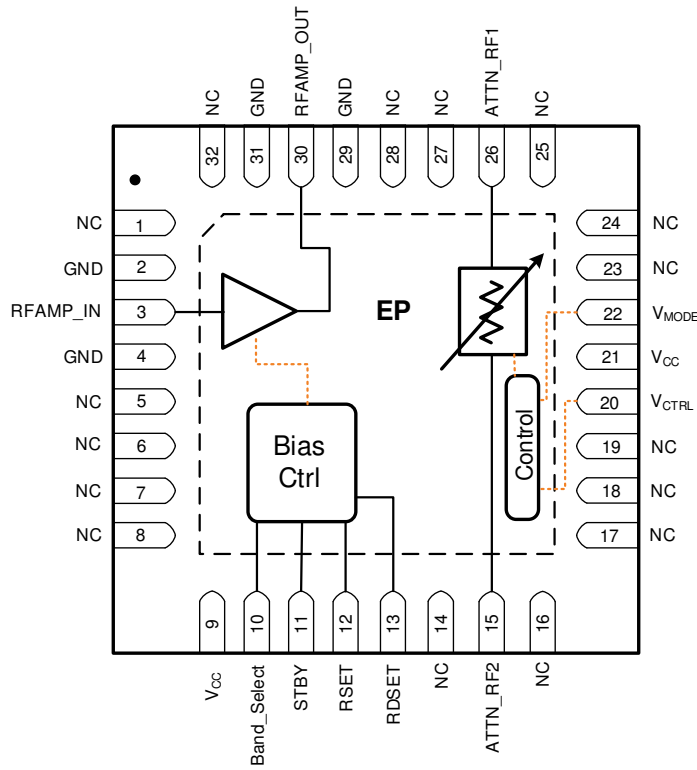 NC
GND
RFAMP_OUT
GND
NC
NC
ATTN_RF1
NC
32
31
30
29
28
27
26
25
NC 1
GND 2
RFAMP_IN 3
GND 4
NC 5
NC 6
NC 7
NC 8
EP
Bias
Ctrl
Control
24 NC
23 NC
22 VMODE
21 VCC
20 VCTRL
19 NC
18 NC
17 NC
9
10
11
12
13
14
15
16
VCC
Band_Select
STBY
RSET
RDSET
NC
ATTN_RF2
NC